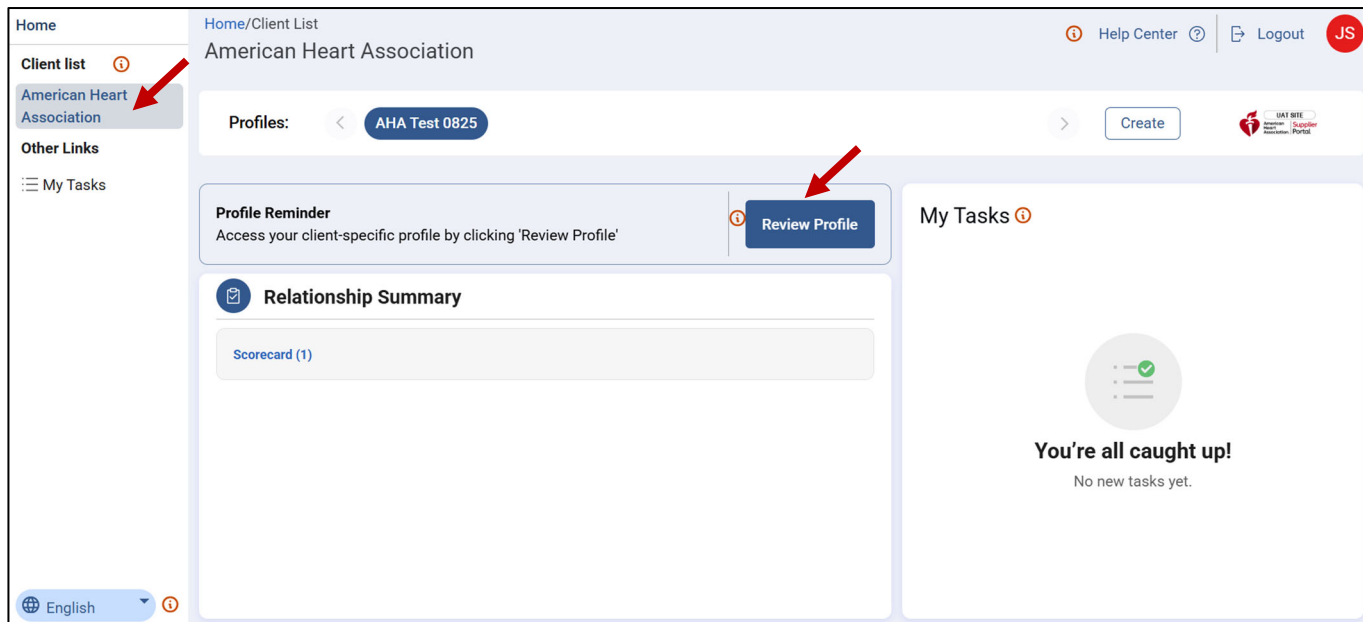 Home
Client list
American Heart
Association
Other Links
My Tasks
English
Home/Client List
American Heart Association
Help Center
Logout
JS
Profiles:
AHA Test 0825
Create
UAT SITE
American
Heart
Association
Supplier
Portal
Profile Reminder
Access your client-specific profile by clicking 'Review Profile'
Review Profile
Relationship Summary
Scorecard (1)
My Tasks
You're all caught up!
No new tasks yet.